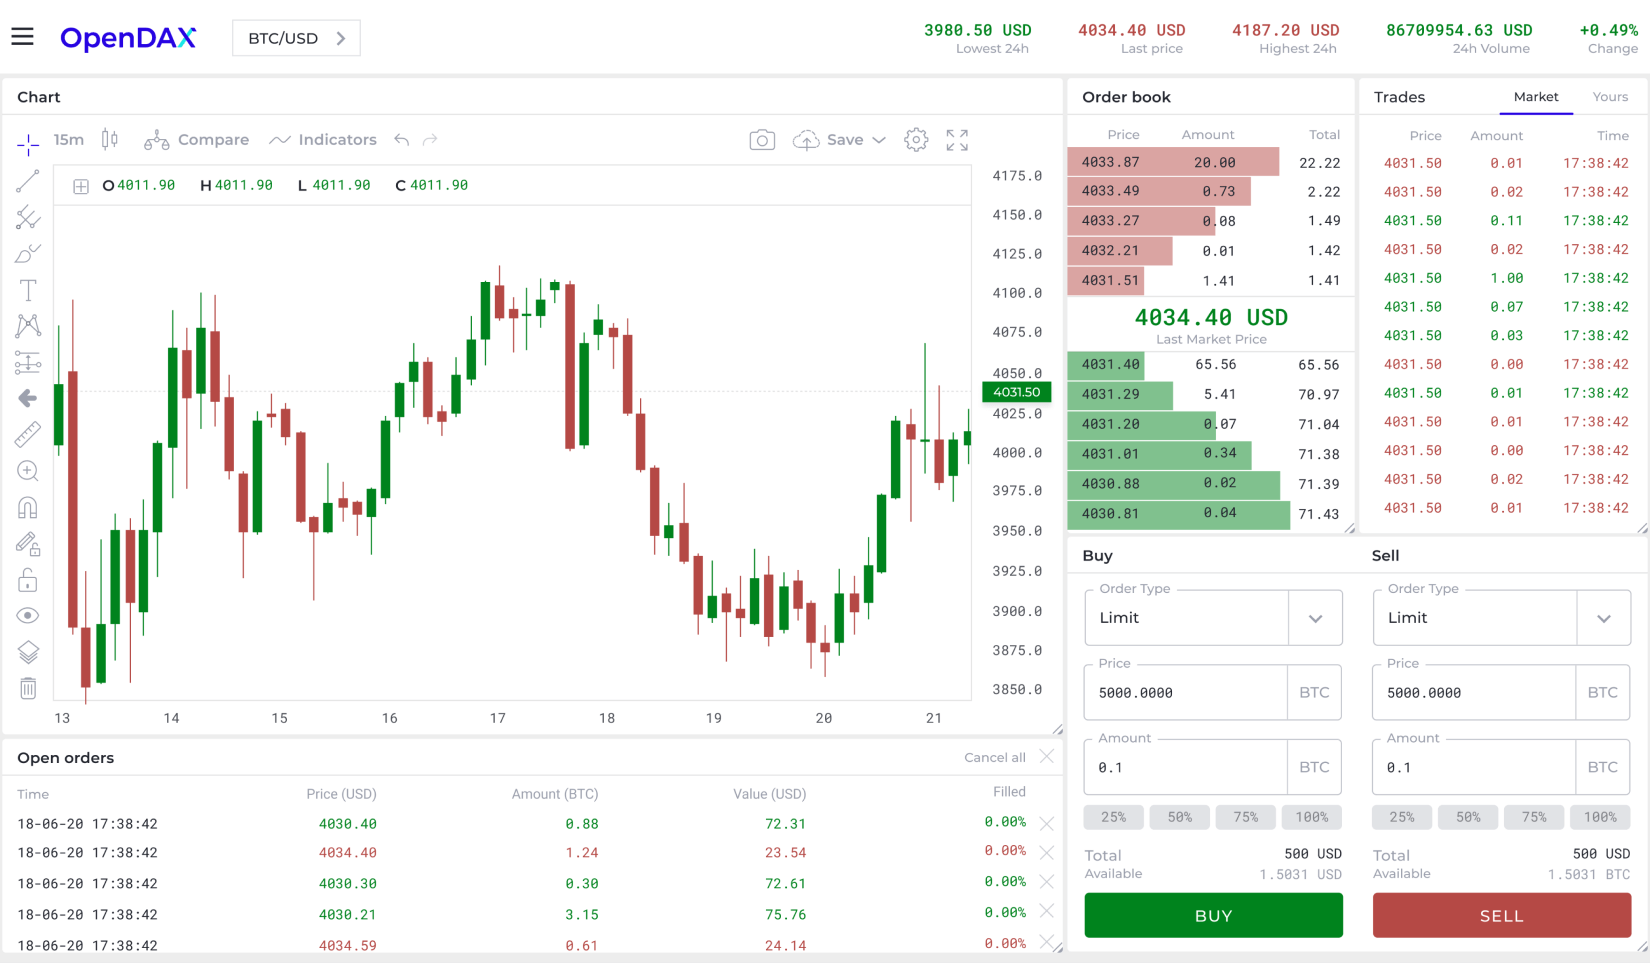 OpenDAX
BTC/USD
3980.50 USD
Lowest 24h
4034.40 USD
Last price
4187.20 USD
Highest 24h
86709954.63 USD
24h Volume
+0.49%
Change
Chart
15m
Compare
Indicators
Save
O 4011.90 H 4011.90 L 4011.90 C 4011.90
4175.0
4150.0
4125.0
4100.0
4075.0
4050.0
4031.50
4025.0
4000.0
3975.0
3950.0
3925.0
3900.0
3875.0
3850.0
13 14 15 16 17 18 19 20 21
Order book
Price Amount Total
4033.87 20.00 22.22
4033.49 0.73 2.22
4033.27 0.08 1.49
4032.21 0.01 1.42
4031.51 1.41 1.41
4034.40 USD
Last Market Price
4031.40 65.56 65.56
4031.29 5.41 70.97
4031.20 0.07 71.04
4031.01 0.34 71.38
4030.88 0.02 71.39
4030.81 0.04 71.43
Trades Market Yours
Price Amount Time
4031.50 0.01 17:38:42
4031.50 0.02 17:38:42
4031.50 0.11 17:38:42
4031.50 0.02 17:38:42
4031.50 1.00 17:38:42
4031.50 0.07 17:38:42
4031.50 0.03 17:38:42
4031.50 0.00 17:38:42
4031.50 0.01 17:38:42
4031.50 0.01 17:38:42
4031.50 0.00 17:38:42
4031.50 0.02 17:38:42
4031.50 0.01 17:38:42
Open orders
Cancel all
Time Price (USD) Amount (BTC) Value (USD) Filled
18-06-20 17:38:42 4030.40 0.88 72.31 0.00%
18-06-20 17:38:42 4034.40 1.24 23.54 0.00%
18-06-20 17:38:42 4030.30 0.30 72.61 0.00%
18-06-20 17:38:42 4030.21 3.15 75.76 0.00%
18-06-20 17:38:42 4034.59 0.61 24.14 0.00%
Buy
Order Type
Limit
Price
5000.0000 BTC
Amount
0.1 BTC
25% 50% 75% 100%
Total 500 USD
Available 1.5031 USD
BUY
Sell
Order Type
Limit
Price
5000.0000 BTC
Amount
0.1 BTC
25% 50% 75% 100%
Total 500 USD
Available 1.5031 BTC
SELL